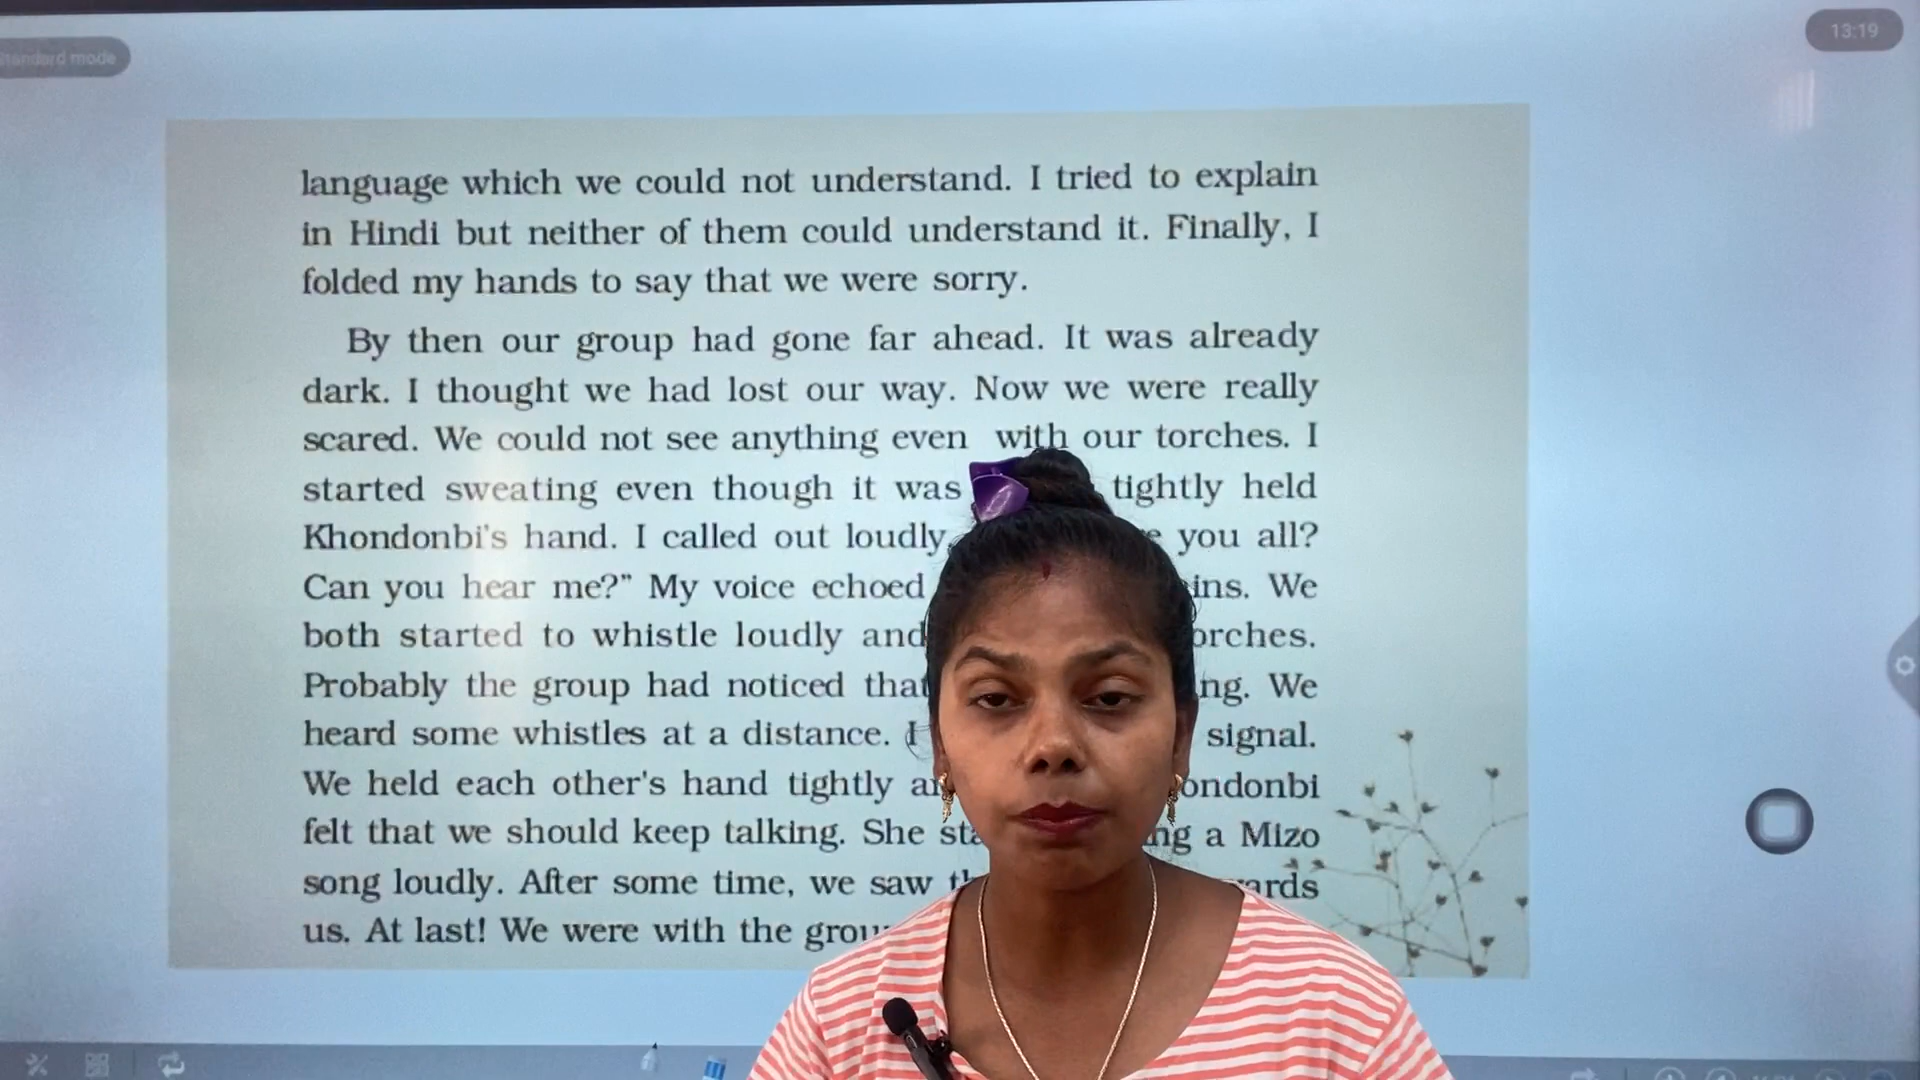 Standard mode
13:19
language which we could not understand. I tried to explain
in Hindi but neither of them could understand it. Finally, I
folded my hands to say that we were sorry.
By then our group had gone far ahead. It was already
dark. I thought we had lost our way. Now we were really
scared. We could not see anything even with our torches. I
started sweating even though it was tightly held
Khondonbi's hand. I called out loudly, you all?
Can you hear me?" My voice echoed We
both started to whistle loudly and
Probably the group had noticed that We
heard some whistles at a distance. I signal.
We held each other's hand tightly
felt that we should keep talking. She a Mizo
song loudly. After some time, we saw
us. At last! We were with the